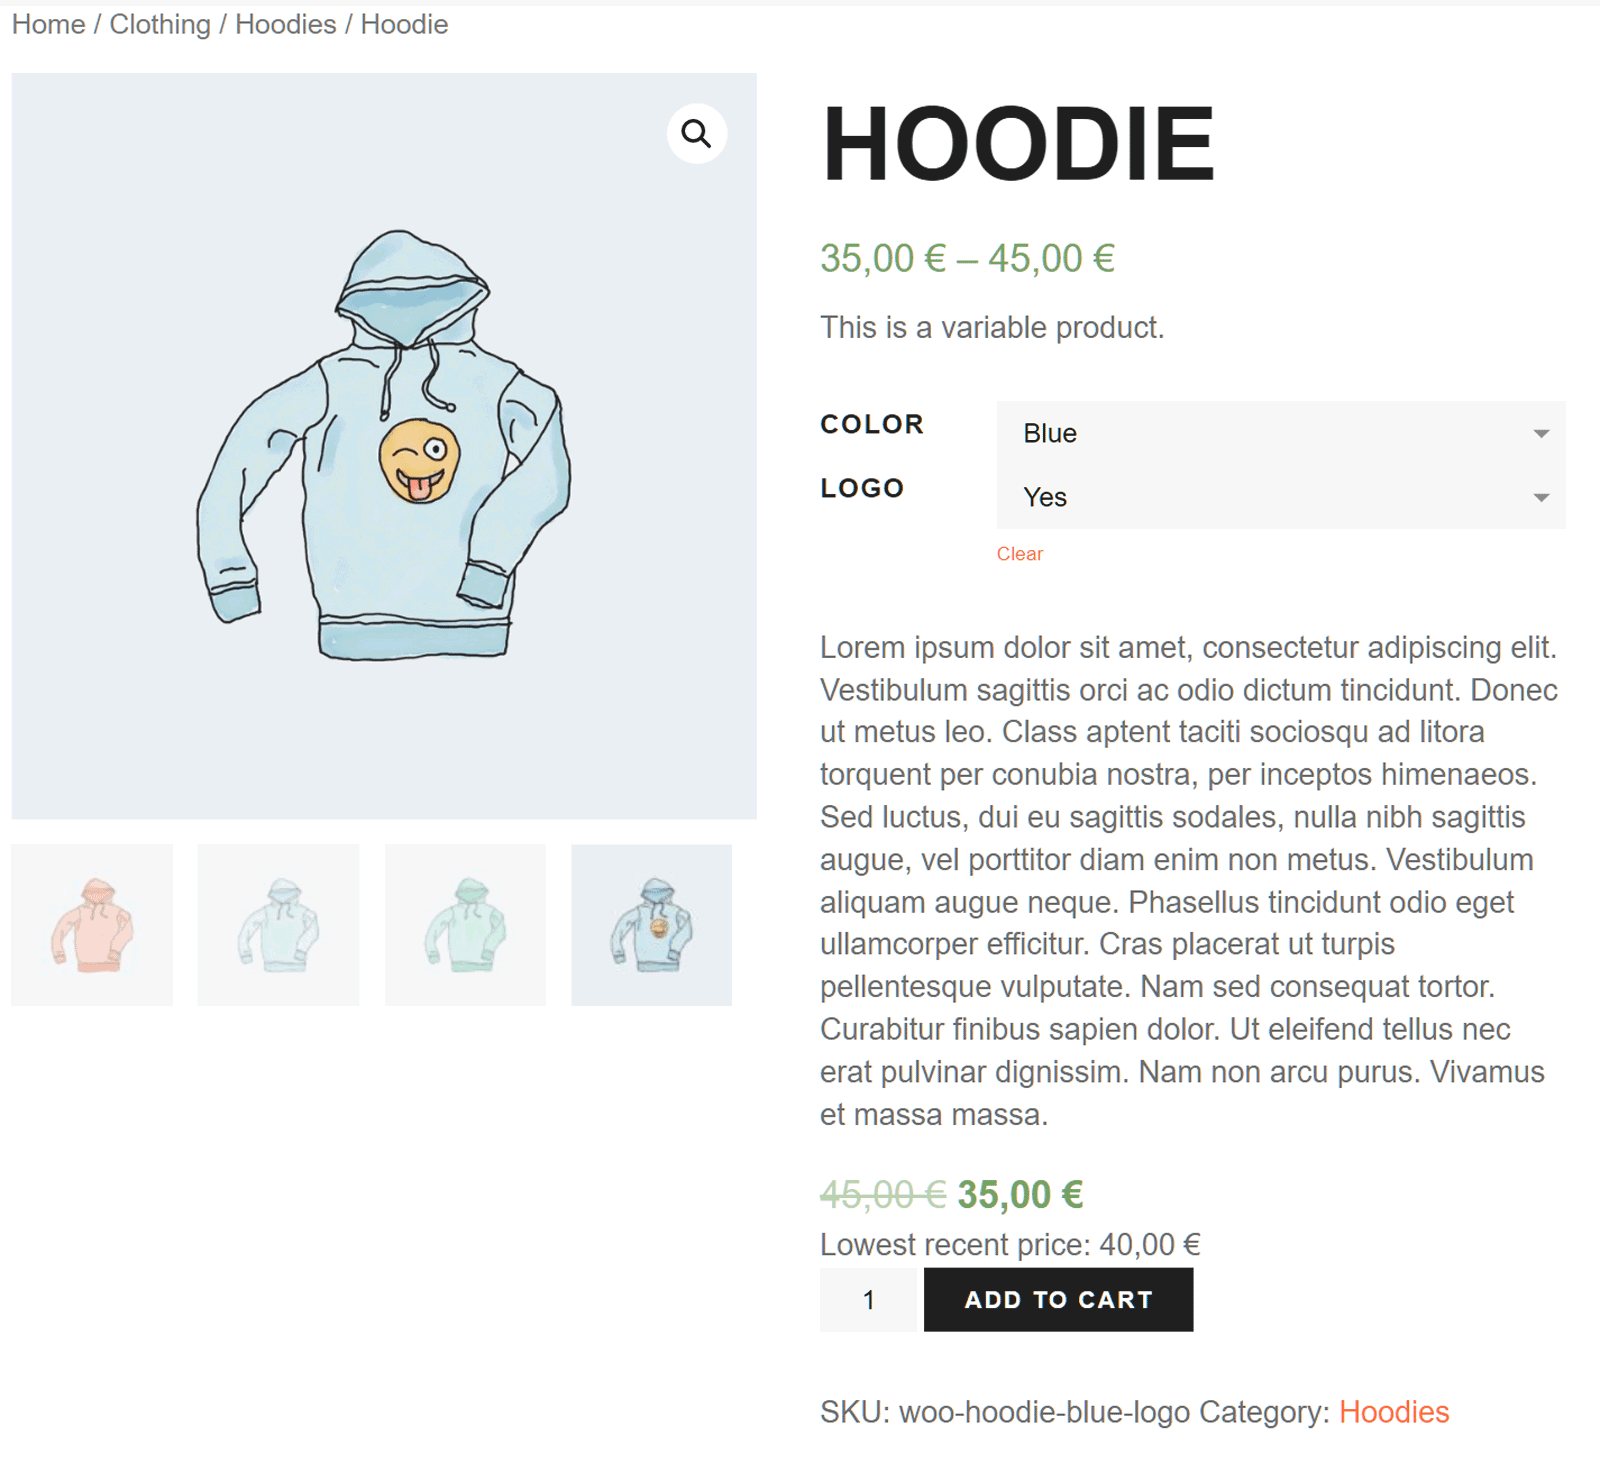 Home / Clothing / Hoodies / Hoodie
HOODIE
35,00 € – 45,00 €
This is a variable product.
COLOR
Blue
LOGO
Yes
Clear
Lorem ipsum dolor sit amet, consectetur adipiscing elit.
Vestibulum sagittis orci ac odio dictum tincidunt. Donec
ut metus leo. Class aptent taciti sociosqu ad litora
torquent per conubia nostra, per inceptos himenaeos.
Sed luctus, dui eu sagittis sodales, nulla nibh sagittis
augue, vel porttitor diam enim non metus. Vestibulum
aliquam augue neque. Phasellus tincidunt odio eget
ullamcorper efficitur. Cras placerat ut turpis
pellentesque vulputate. Nam sed consequat tortor.
Curabitur finibus sapien dolor. Ut eleifend tellus nec
erat pulvinar dignissim. Nam non arcu purus. Vivamus
et massa massa.
45,00 € 35,00 €
Lowest recent price: 40,00 €
1 ADD TO CART
SKU: woo-hoodie-blue-logo Category: Hoodies